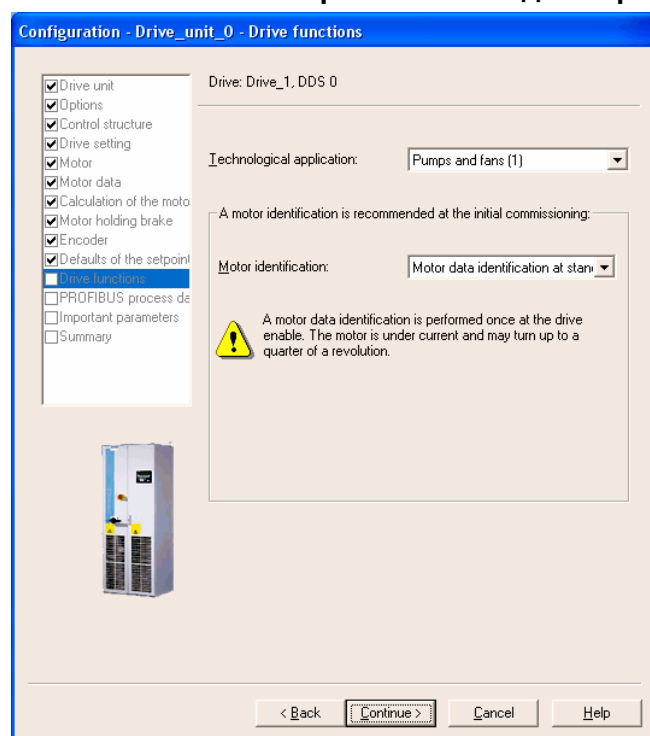 Configuration - Drive_unit_0 - Drive functions
Drive unit
Options
Control structure
Drive setting
Motor
Motor data
Calculation of the moto
Motor holding brake
Encoder
Defaults of the setpoint
Drive functions
PROFIBUS process da
Important parameters
Summary
Drive: Drive_1, DDS 0
Technological application:
Pumps and fans (1)
A motor identification is recommended at the initial commissioning:
Motor identification:
Motor data identification at stan
A motor data identification is performed once at the drive
enable. The motor is under current and may turn up to a
quarter of a revolution.
< Back
Continue >
Cancel
Help